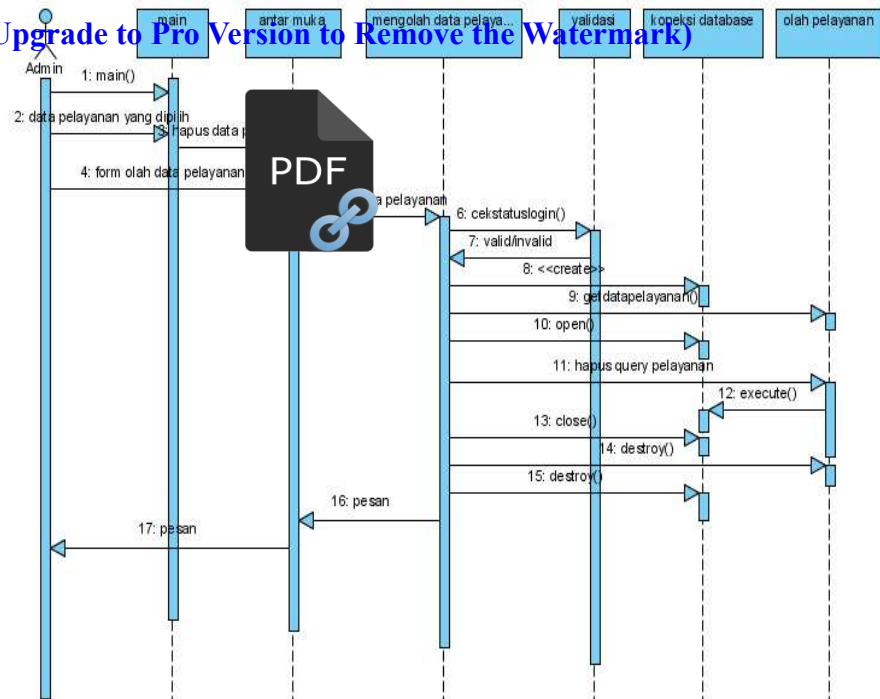 main
antar muka
mengolah data pelaya...
validasi
koneksi database
olah pelayanan
Upgrade to Pro Version to Remove the Watermark)
Admin
1: main()
2: data pelayanan yang dipilih
3: hapus data
4: form olah data pelayanan
PDF
pelayanan
6: cekstatuslogin()
7: valid/invalid
8: <<create>>
9: getdatapelayanan()
10: open()
11: hapus query pelayanan
12: execute()
13: close()
14: destroy()
15: destroy()
16: pesan
17: pesan